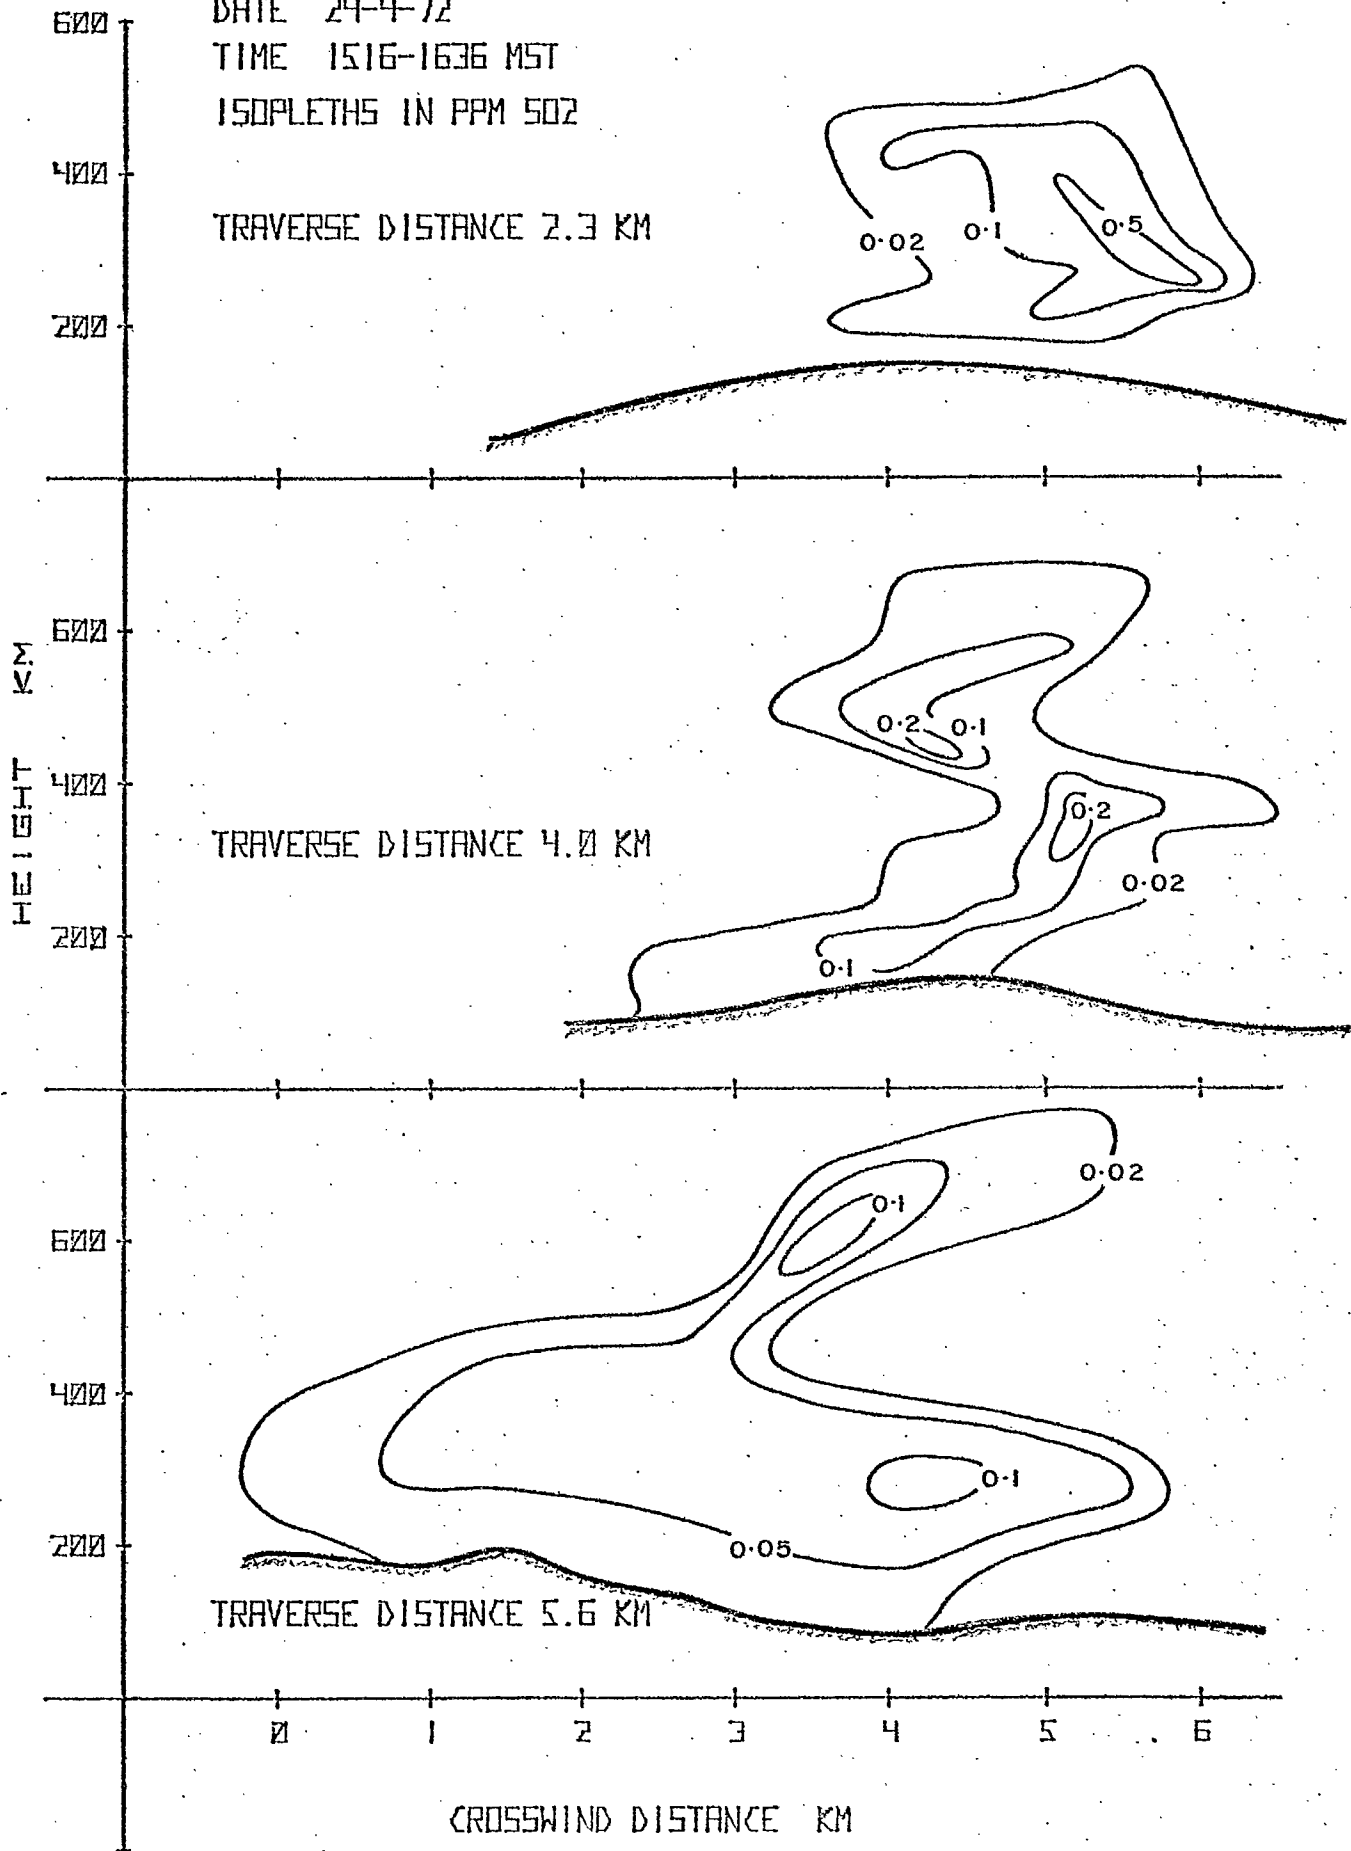 DATE 24-4-72
600
TIME 1516-1636 MST
ISOPLETHS IN PPM SO2
400
TRAVERSE DISTANCE 2.3 KM
0.02
0.1
0.5
200
HEIGHT KM
600
0.2
0.1
400
0.2
TRAVERSE DISTANCE 4.0 KM
0.02
200
0.1
0.02
0.1
600
400
0.1
200
0.05
TRAVERSE DISTANCE 5.6 KM
0 1 2 3 4 5 6
CROSSWIND DISTANCE KM